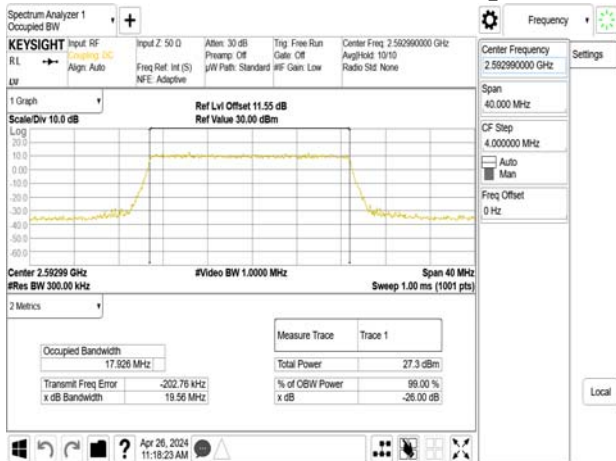 Spectrum Analyzer 1
Occupied BW
Frequency
KEYSIGHT
RL
Input: RF
Coupling: DC
Align: Auto
Input Z: 50 Ω
Freq Ref: Int (S)
NFE: Adaptive
Atten: 30 dB
Preamp: Off
µW Path: Standard
Trig: Free Run
Gate: Off
#IF Gain: Low
Center Freq: 2.592990000 GHz
Avg|Hold: 10/10
Radio Std: None
1 Graph
Scale/Div 10.0 dB
Ref Lvl Offset 11.55 dB
Ref Value 30.00 dBm
Log
20.0
10.0
0.00
-10.0
-20.0
-30.0
-40.0
-50.0
-60.0
Center 2.59299 GHz
#Res BW 300.00 kHz
#Video BW 1.0000 MHz
Span 40 MHz
Sweep 1.00 ms (1001 pts)
2 Metrics
Measure Trace Trace 1
Occupied Bandwidth
17.926 MHz
Total Power 27.3 dBm
Transmit Freq Error -202.76 kHz
% of OBW Power 99.00 %
x dB Bandwidth 19.56 MHz
x dB -26.00 dB
Center Frequency
2.592990000 GHz
Settings
Span
40.000 MHz
CF Step
4.000000 MHz
Auto
Man
Freq Offset
0 Hz
Local
Apr 26, 2024
11:18:23 AM